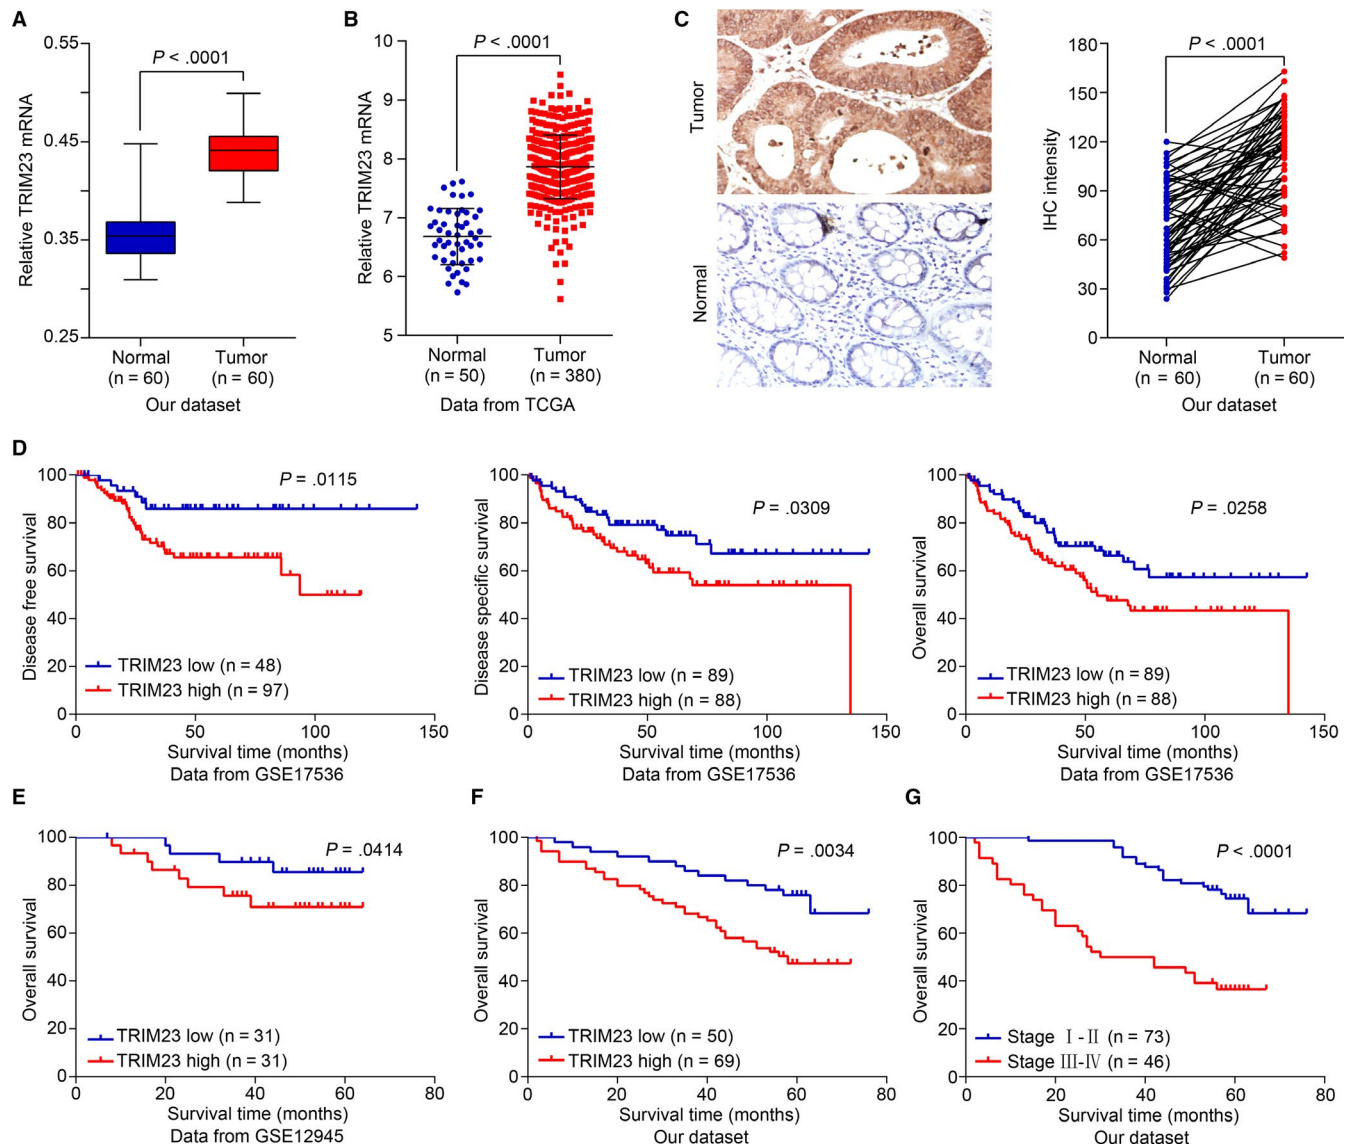 A
Relative TRIM23 mRNA
0.55
0.45
0.35
0.25
P < .0001
Normal
(n = 60)
Tumor
(n = 60)
Our dataset
B
Relative TRIM23 mRNA
10
9
8
7
6
5
P < .0001
Normal
(n = 50)
Tumor
(n = 380)
Data from TCGA
C
Tumor
Normal
IHC intensity
180
150
120
90
60
30
0
P < .0001
Normal
(n = 60)
Tumor
(n = 60)
Our dataset
D
Disease free survival
100
80
60
40
20
0
P = .0115
TRIM23 low (n = 48)
TRIM23 high (n = 97)
0 50 100 150
Survival time (months)
Data from GSE17536
Disease specific survival
100
80
60
40
20
0
P = .0309
TRIM23 low (n = 89)
TRIM23 high (n = 88)
0 50 100 150
Survival time (months)
Data from GSE17536
Overall survival
100
80
60
40
20
0
P = .0258
TRIM23 low (n = 89)
TRIM23 high (n = 88)
0 50 100 150
Survival time (months)
Data from GSE17536
E
Overall survival
100
80
60
40
20
0
P = .0414
TRIM23 low (n = 31)
TRIM23 high (n = 31)
0 20 40 60 80
Survival time (months)
Data from GSE12945
F
Overall survival
100
80
60
40
20
0
P = .0034
TRIM23 low (n = 50)
TRIM23 high (n = 69)
0 20 40 60 80
Survival time (months)
Our dataset
G
Overall survival
100
80
60
40
20
0
P < .0001
Stage Ⅰ-Ⅱ (n = 73)
Stage Ⅲ-Ⅳ (n = 46)
0 20 40 60 80
Survival time (months)
Our dataset